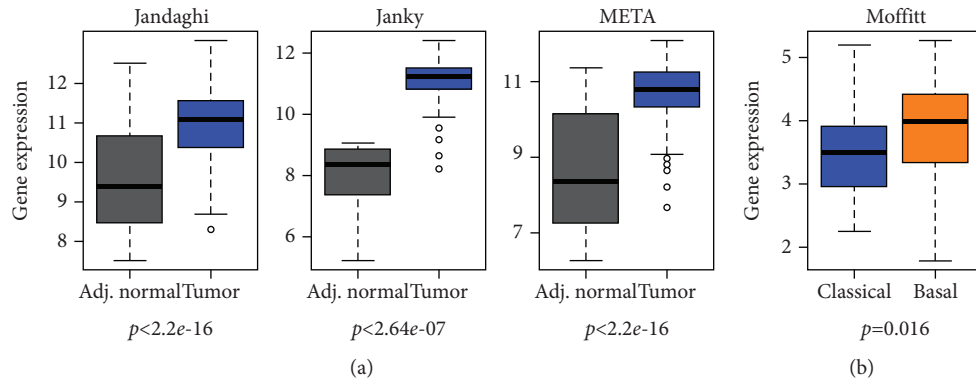 Jandaghi
Janky
META
Moffitt
Gene expression
12
11
10
9
8
12
10
8
6
11
9
7
Gene expression
5
4
3
2
Adj. normal Tumor
Adj. normal Tumor
Adj. normal Tumor
Classical Basal
p<2.2e-16
p<2.64e-07
p<2.2e-16
p=0.016
(a)
(b)